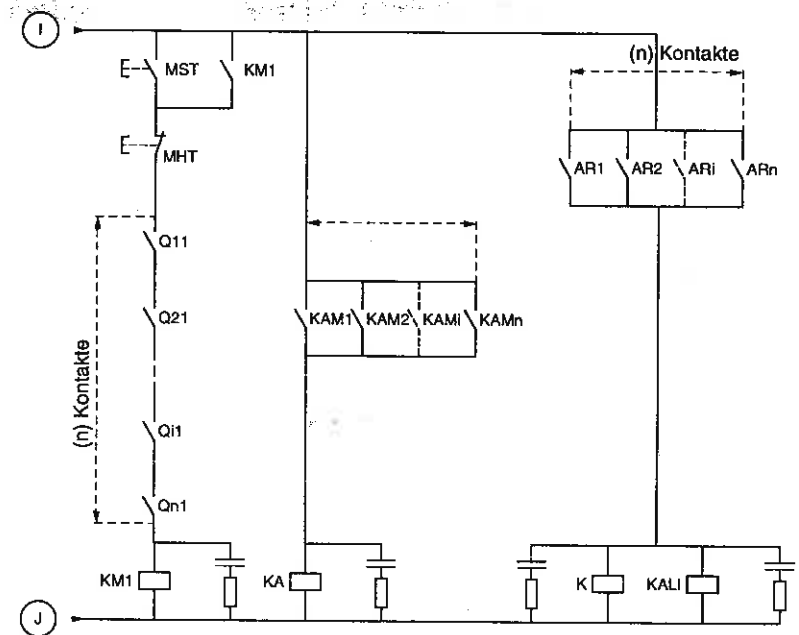 I
MST
KM1
MHT
(n) Kontakte
AR1
AR2
ARi
ARn
(n) Kontakte
Q11
Q21
Qi1
Qn1
KAM1
KAM2
KAMi
KAMn
KM1
KA
K
KALI
J